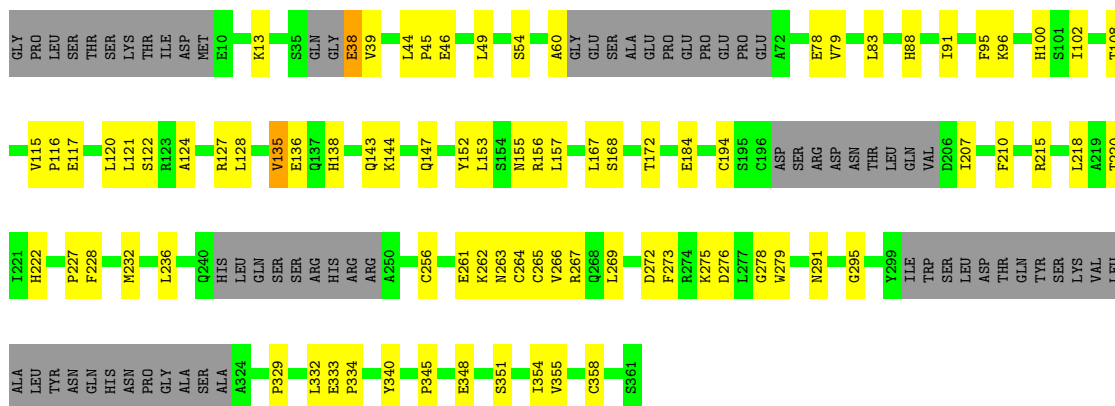 GLY PRO LEU SER THR SER SER LYS THR ILE ASP MET E10 K13 S35 GLN GLY E38 V39 L44 P45 E46 L49 S54 A60 GLY GLU SER ALA GLU PRO GLU PRO GLU PRO GLU A72 E78 V79 L83 H88 I91 F95 K96 H100 S101 I102 T108
V115 P116 E117 L120 L121 S122 R123 A124 R127 L128 V135 E136 Q137 H138 Q143 K144 Q147 Y152 L153 S154 N155 R156 L157 L167 S168 T172 E184 C194 S195 C196 ASP SER ARG ASP ASN THR LEU GLN VAL D206 I207 F210 R215 L218 A219 T220
I221 H222 P227 F228 M232 L236 Q240 HIS LEU GLN SER SER ARG HIS ARG ARG A250 C256 E261 K262 N263 C264 C265 V266 R267 Q268 L269 D272 F273 R274 K275 D276 L277 G278 W279 N291 G295 Y299 ILE TRP SER LEU ASP THR GLN TYR SER LYS VAL LEU
ALA LEU TYR ASN GLN HIS ASN PRO GLY ALA SER ALA A324 P329 L332 E333 P334 Y340 P345 E348 S351 I354 V355 C358 S361